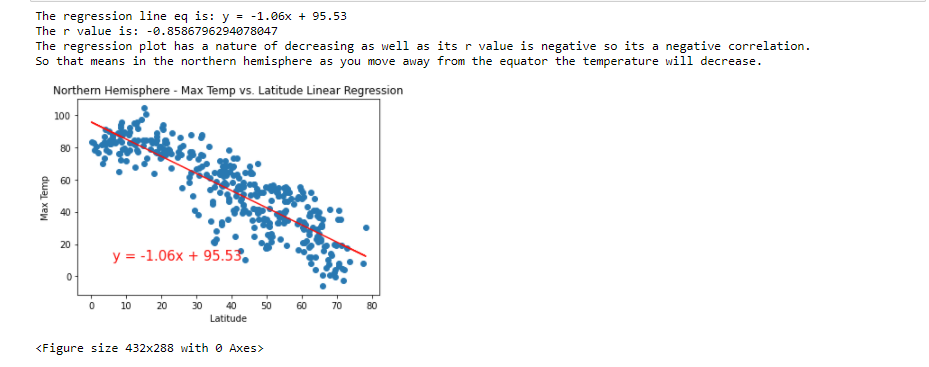 The regression line eq is: y = -1.06x + 95.53
The r value is: -0.8586796294078047
The regression plot has a nature of decreasing as well as its r value is negative so its a negative correlation.
So that means in the northern hemisphere as you move away from the equator the temperature will decrease.
Northern Hemisphere - Max Temp vs. Latitude Linear Regression
100
80
60
40
20
0
Max Temp
y = -1.06x + 95.53
0 10 20 30 40 50 60 70 80
Latitude
<Figure size 432x288 with 0 Axes>